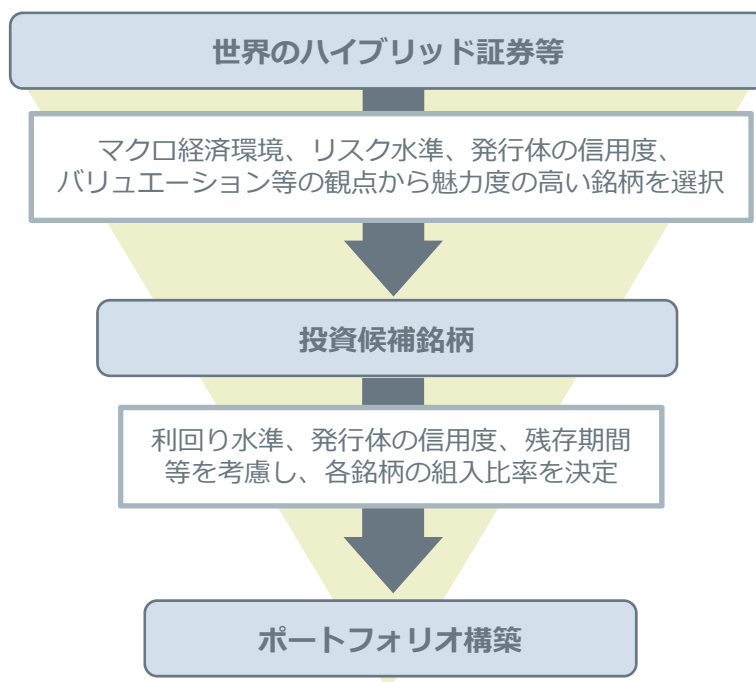 世界のハイブリッド証券等
マクロ経済環境、リスク水準、発行体の信用度、
バリュエーション等の観点から魅力度の高い銘柄を選択
投資候補銘柄
利回り水準、発行体の信用度、残存期間
等を考慮し、各銘柄の組入比率を決定
ポートフォリオ構築